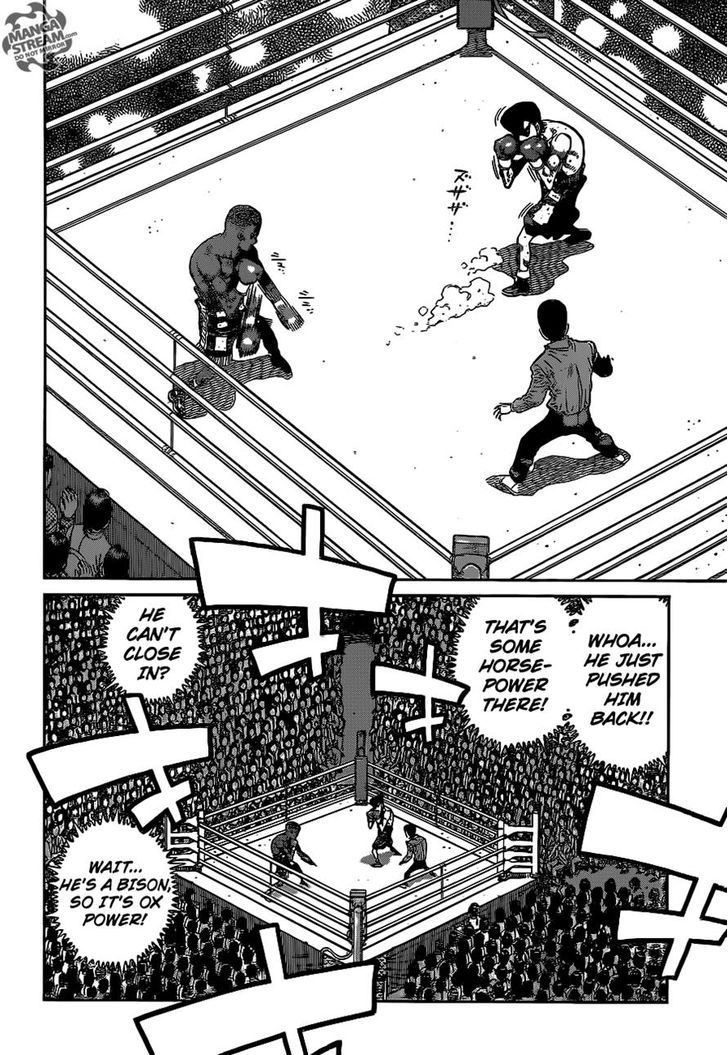 MANGA
STREAM.com
DO NOT MIRROR
ズザザ…
WHOA...
HE JUST
PUSHED
HIM
BACK!!
THAT'S
SOME
HORSE-
POWER
THERE!
HE
CAN'T
CLOSE
IN?
WAIT...
HE'S A BISON,
SO IT'S OX
POWER!